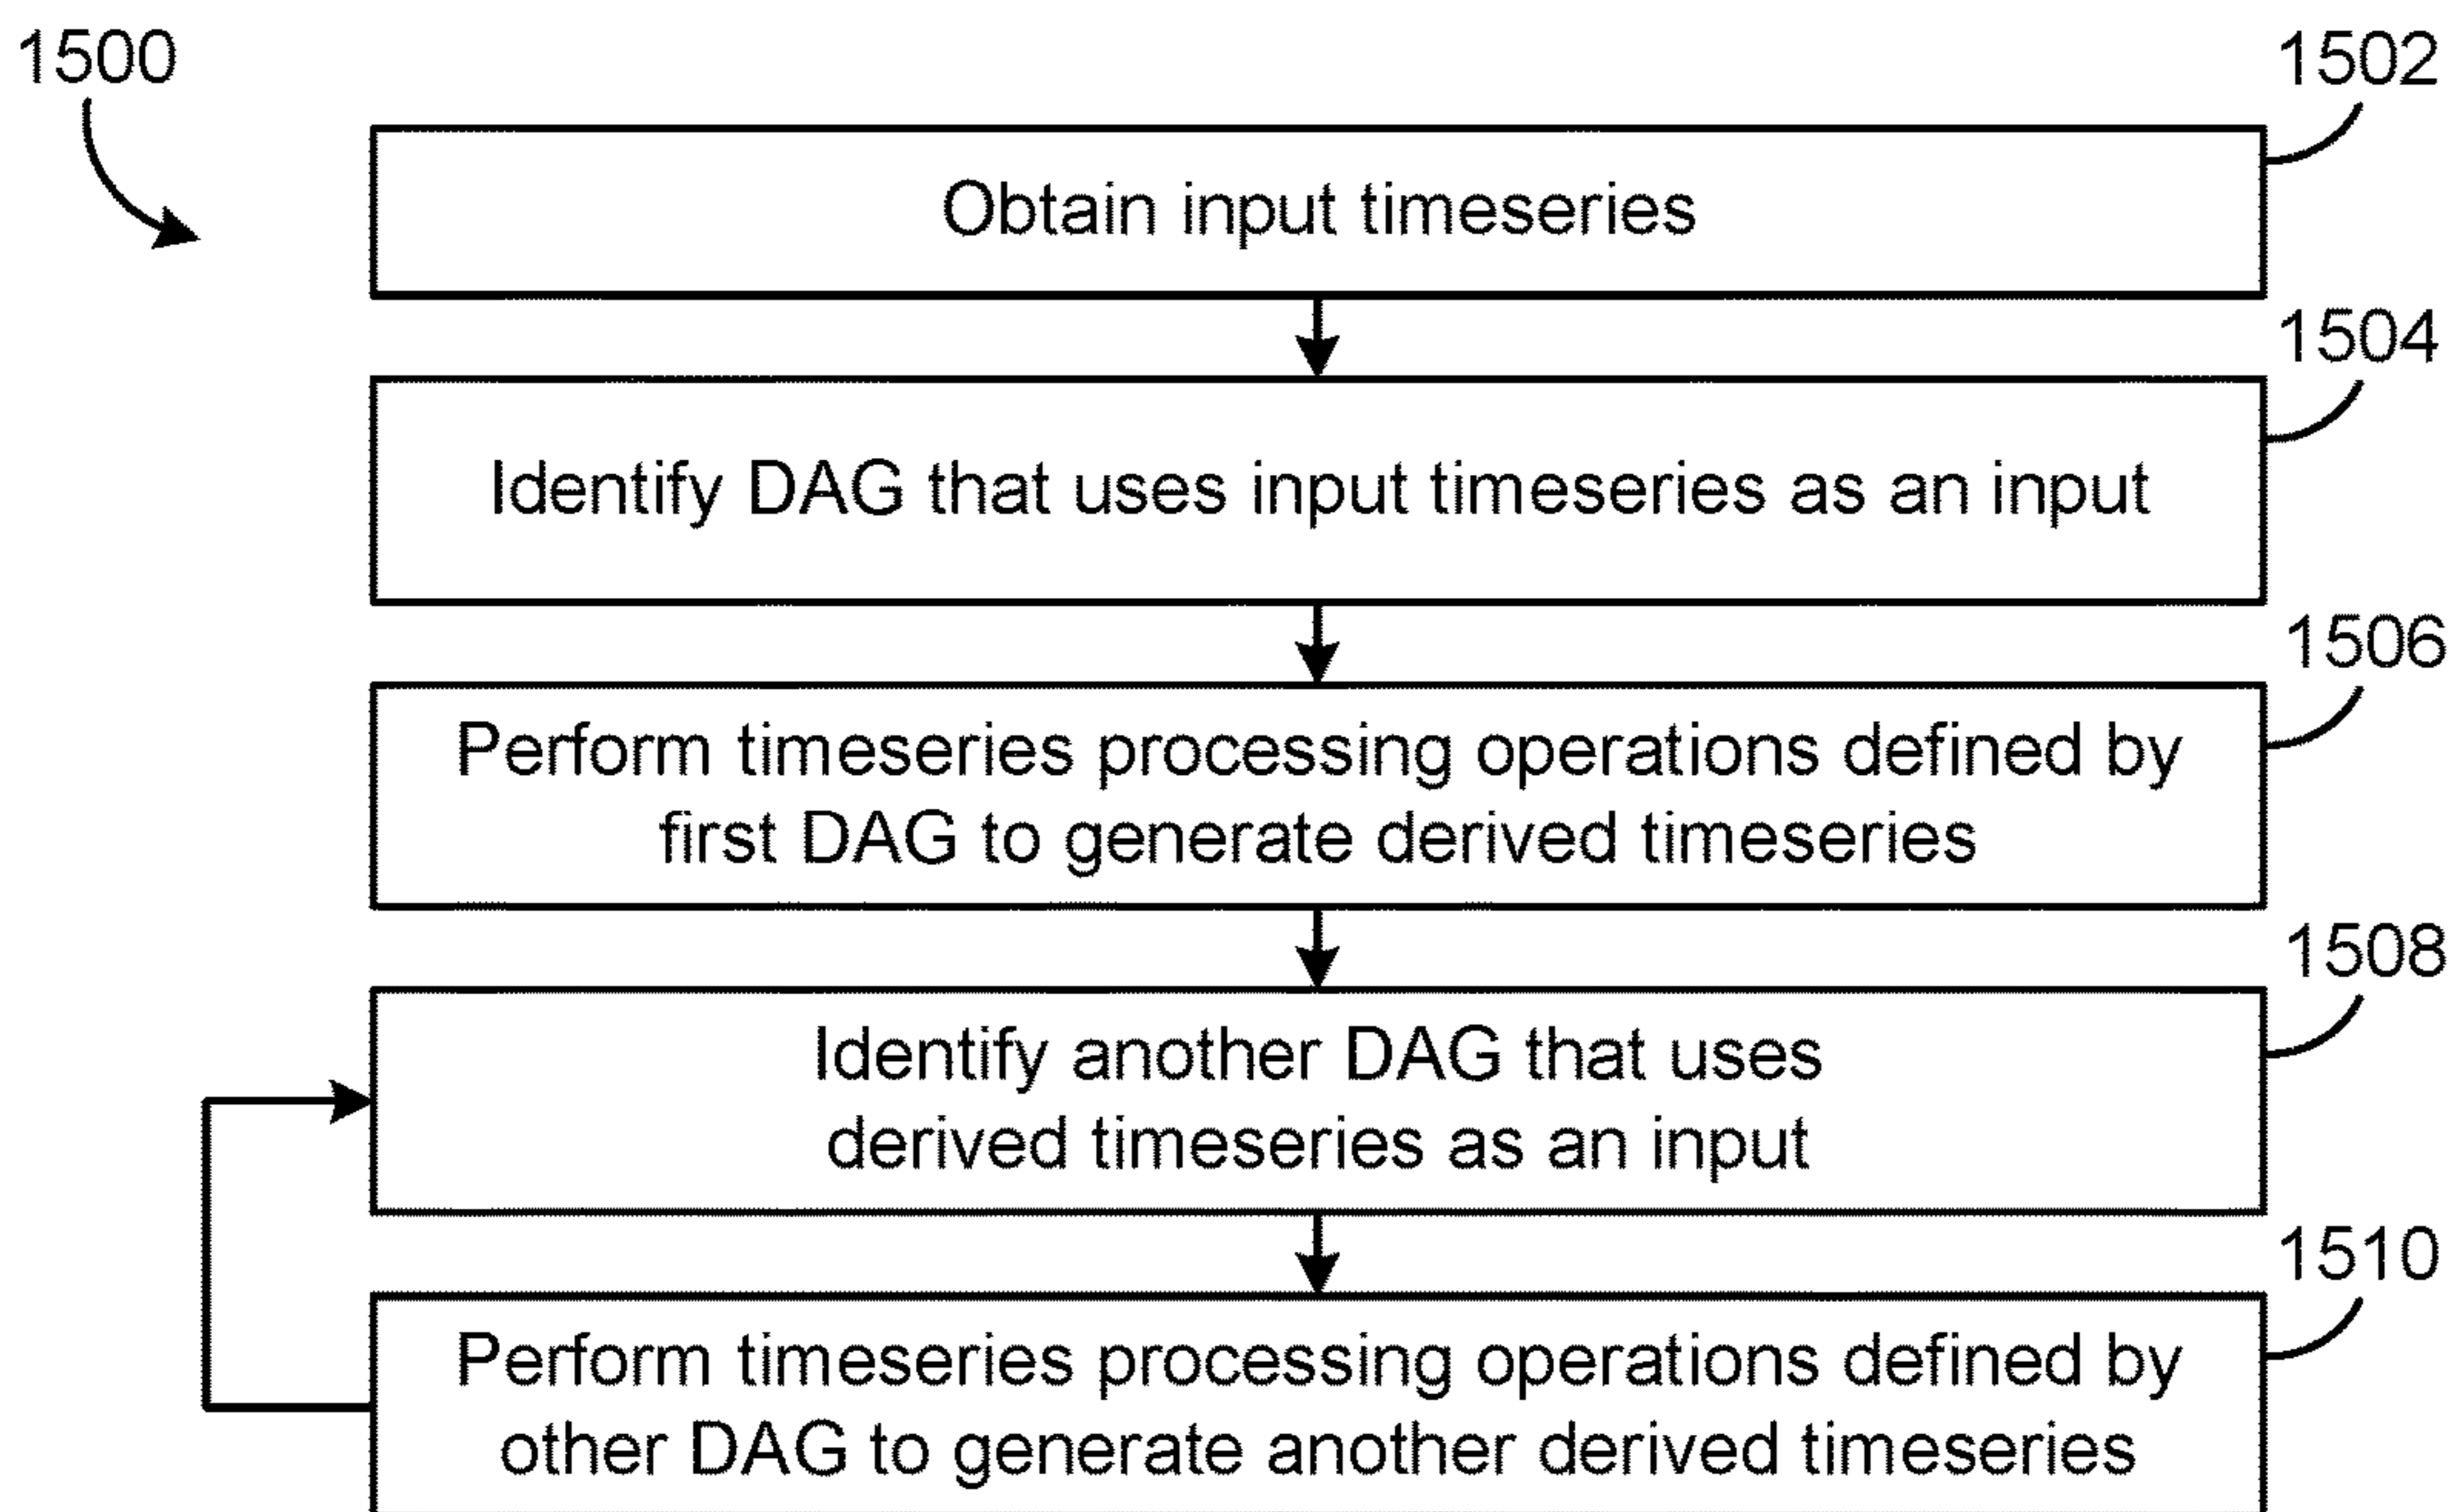 1500
1502
Obtain input timeseries
1504
Identify DAG that uses input timeseries as an input
1506
Perform timeseries processing operations defined by
first DAG to generate derived timeseries
1508
Identify another DAG that uses
derived timeseries as an input
1510
Perform timeseries processing operations defined by
other DAG to generate another derived timeseries